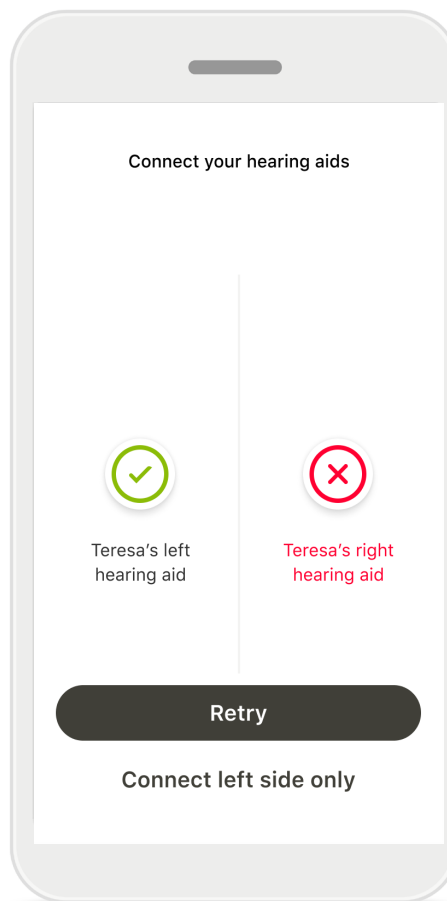 Connect your hearing aids
Teresa’s left
hearing aid
Teresa’s right
hearing aid
Retry
Connect left side only